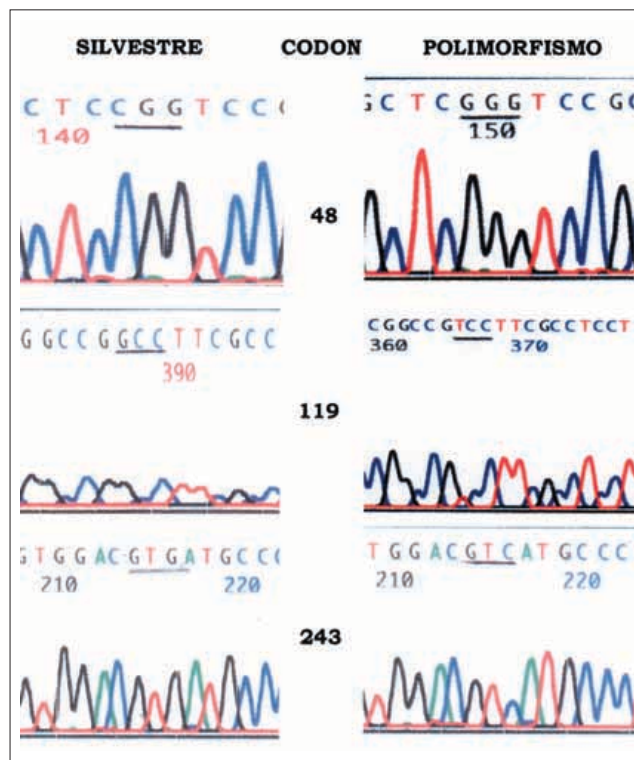 SILVESTRE CODON POLIMORFISMO
C T C C G G T C C
G C T C G G G T C C G C
140
150
48
G G C C G G C C T T C G C C
C G G C C G T C C T T C G C C T C C T
390
360 370
119
G T G G A C G T G A T G C C C
T G G A C G T C A T G C C C
210 220
210 220
243